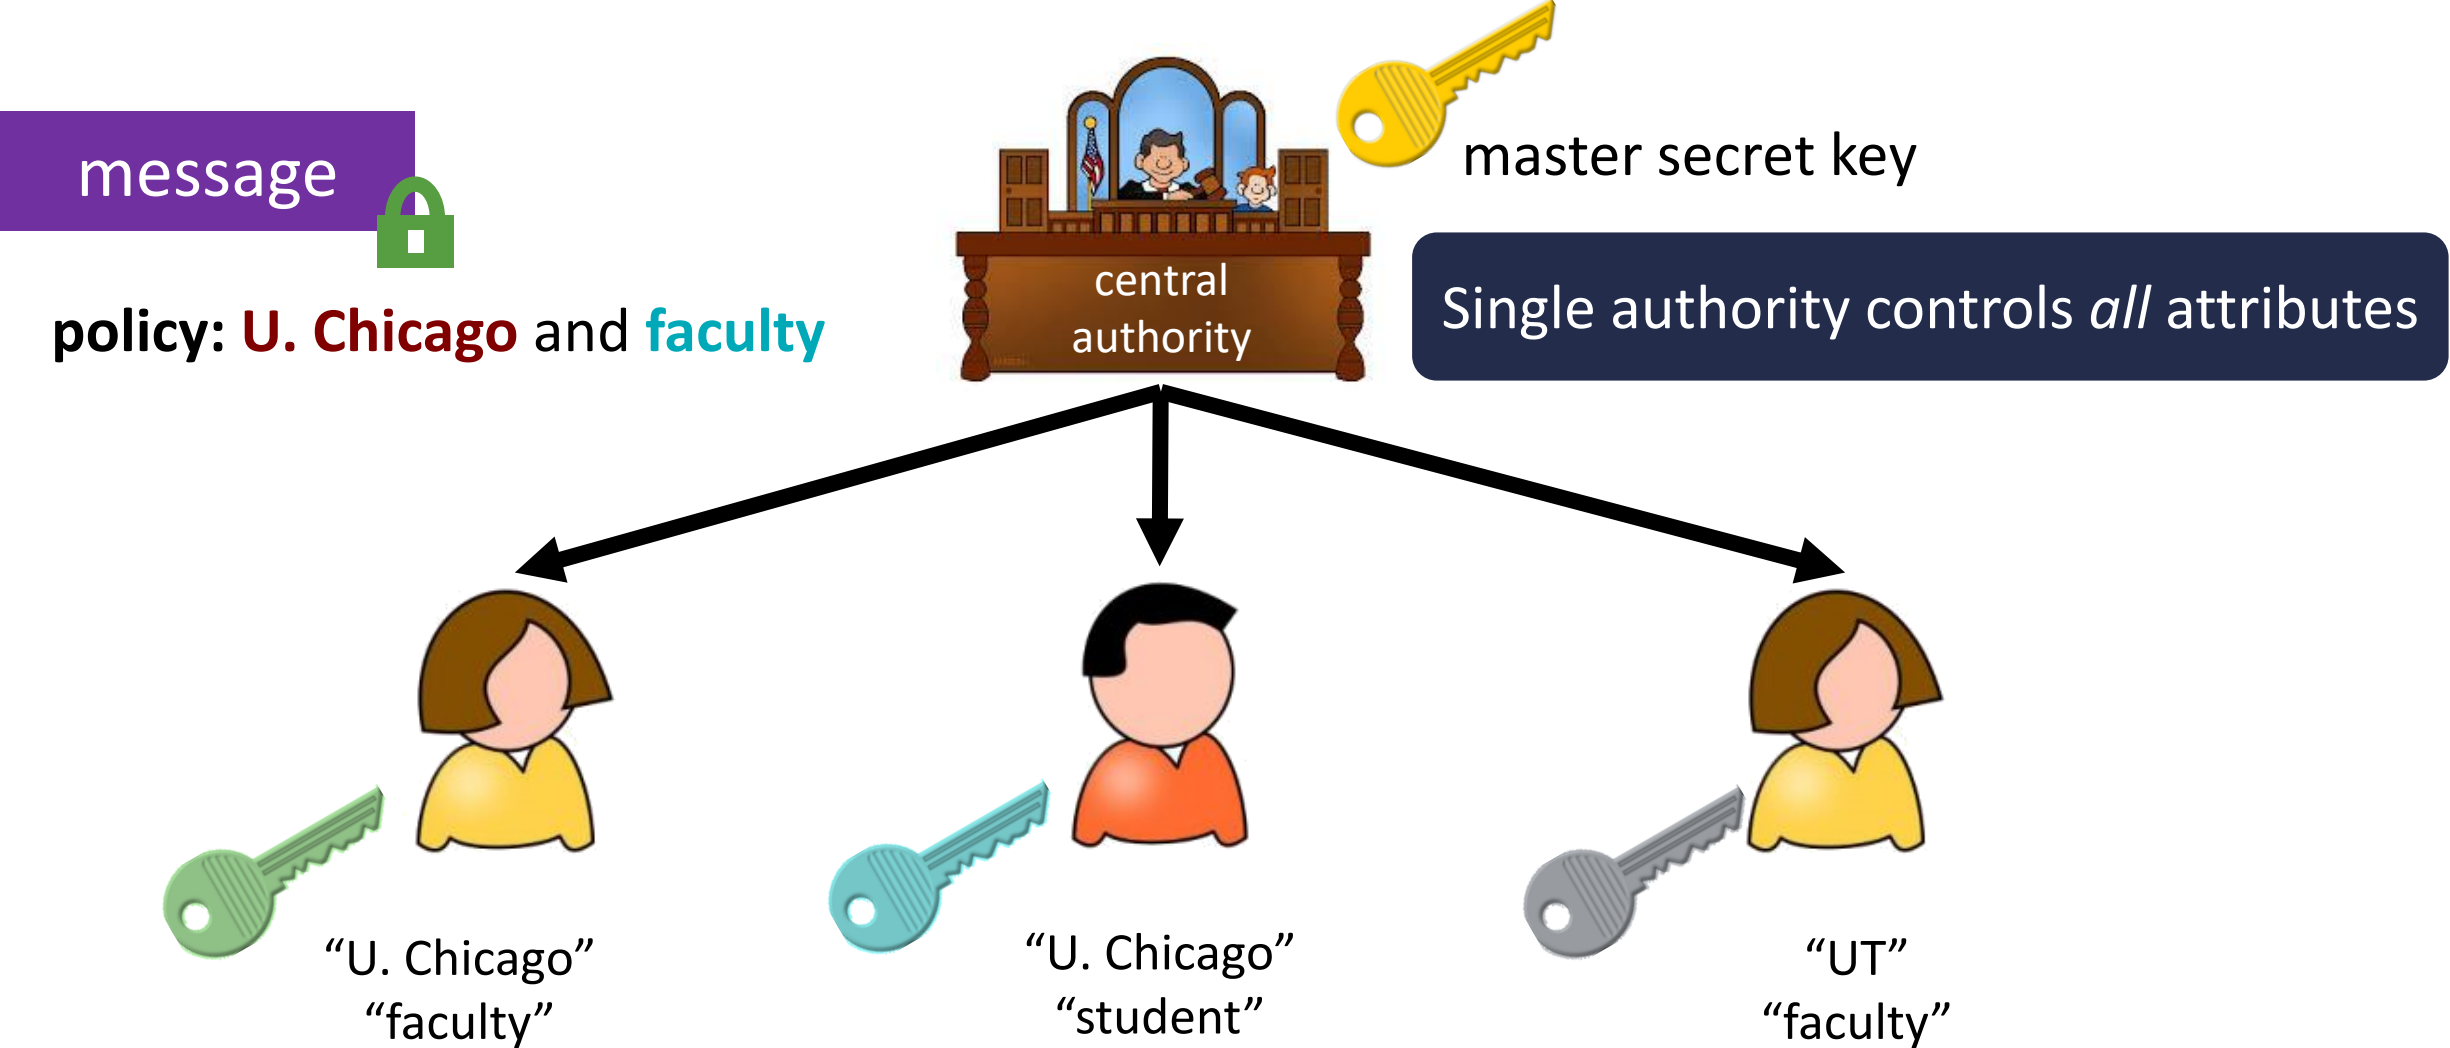 message
policy: U. Chicago and faculty
central
authority
master secret key
Single authority controls all attributes
“U. Chicago”
“faculty”
“U. Chicago”
“student”
“UT”
“faculty”